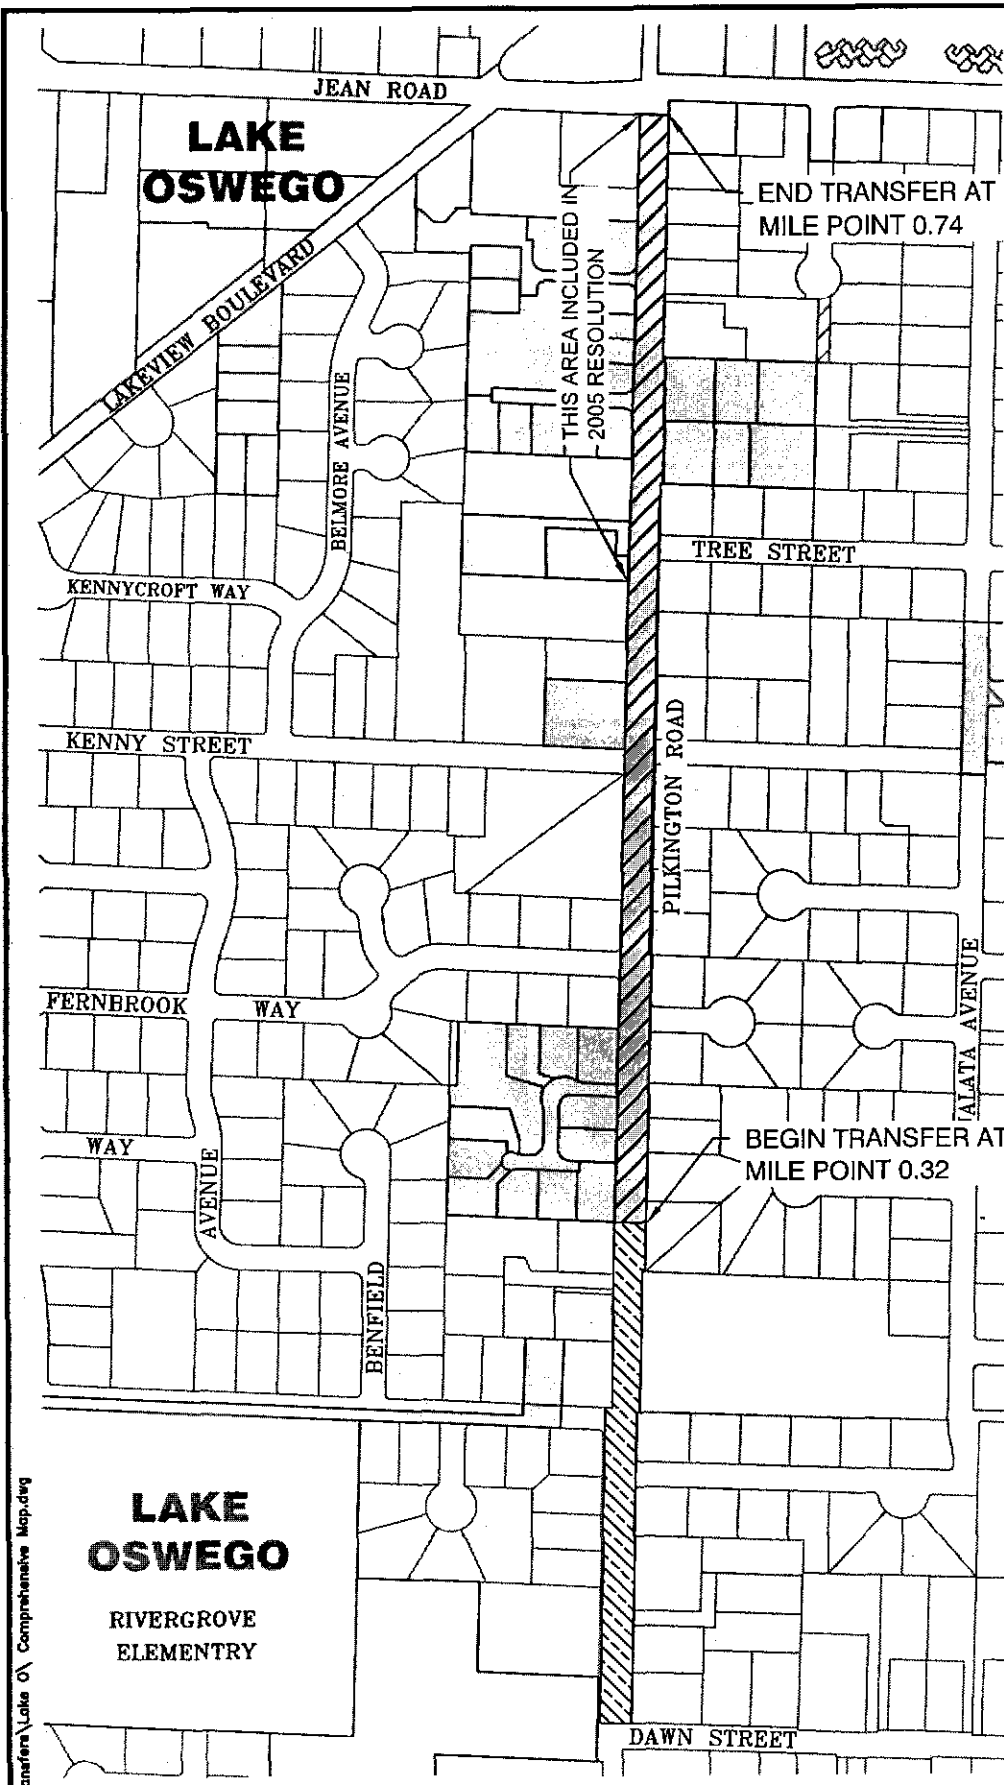 JEAN ROAD
LAKE
OSWEGO
END TRANSFER AT
MILE POINT 0.74
THIS AREA INCLUDED IN
2005 RESOLUTION
LAKEVIEW BOULEVARD
BELMORE AVENUE
TREE STREET
KENNYCROFT WAY
KENNY STREET
PILKINGTON ROAD
FERNBROOK WAY
ALATA AVENUE
WAY
AVENUE
BEGIN TRANSFER AT
MILE POINT 0.32
BENFIELD
LAKE
OSWEGO
RIVERGROVE
ELEMENTRY
DAWN STREET
ansfers\Lake O\ Comprehensive Map.dwg